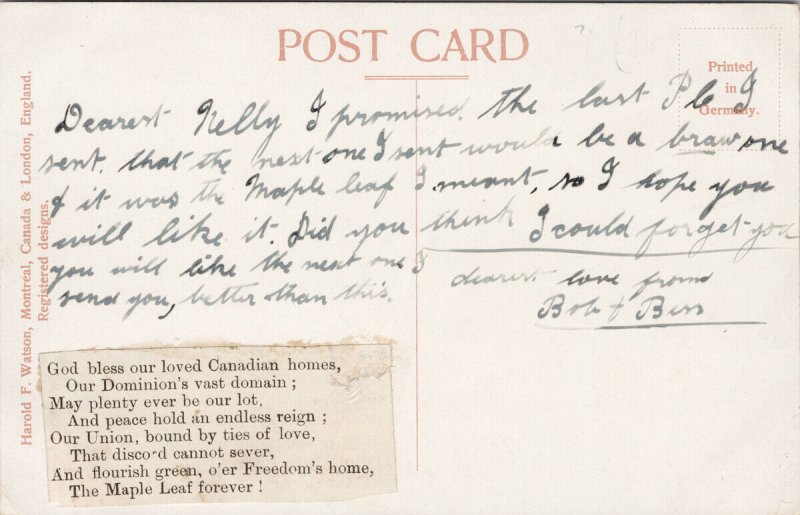 POST CARD
Printed
in
Germany.
Dearest Nelly I promised. the last P C I
sent. that the next one I sent would be a braw one
& it was the Maple leaf I meant, so I hope you
will like it. Did you think I could forget you
you will like the next one I
send you, better than this.
dearest love from
Bob & Bess
God bless our loved Canadian homes,
Our Dominion's vast domain ;
May plenty ever be our lot,
And peace hold an endless reign ;
Our Union, bound by ties of love,
That discord cannot sever,
And flourish green, o'er Freedom's home,
The Maple Leaf forever !
Harold F. Watson, Montreal, Canada & London, England.
Registered designs.